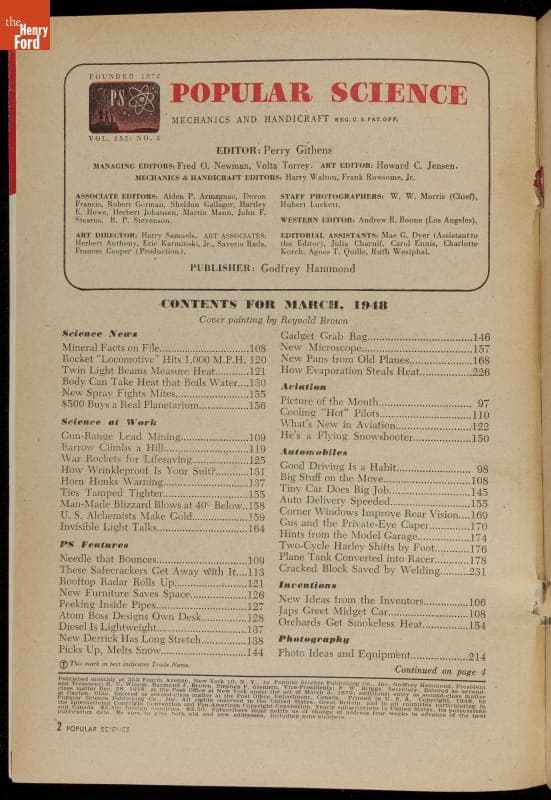 the
Henry
Ford
FOUNDED 1872
PS
VOL. 152: NO. 3
POPULAR SCIENCE
MECHANICS AND HANDICRAFT REG. U. S. PAT. OFF.
EDITOR: Perry Githens
MANAGING EDITORS: Fred O. Newman, Volta Torrey. ART EDITOR: Howard C. Jensen.
MECHANICS & HANDICRAFT EDITORS: Harry Walton, Frank Rowsome, Jr.
ASSOCIATE EDITORS: Alden P. Armagnac, Devon
Francis, Robert Gorman, Sheldon Gallager, Hartley
E. Howe, Herbert Johansen, Martin Mann, John F.
Stearns, R. P. Stevenson.
ART DIRECTOR: Harry Samuels. ART ASSOCIATES:
Herbert Anthony, Eric Karminski, Jr., Saverio Rada,
Frances Cooper (Production).
STAFF PHOTOGRAPHERS: W. W. Morris (Chief),
Hubert Luckett.
WESTERN EDITOR: Andrew R. Boone (Los Angeles).
EDITORIAL ASSISTANTS: Mae G. Dyer (Assistant to
the Editor), Julia Charnif, Carol Ennis, Charlotte
Korch, Agnes T. Quille, Ruth Westphal.
PUBLISHER: Godfrey Hammond
CONTENTS FOR MARCH, 1948
Cover painting by Reynold Brown
Science News
Mineral Facts on File....................108
Rocket "Locomotive" Hits 1,000 M.P.H. 120
Twin Light Beams Measure Heat........121
Body Can Take Heat that Boils Water....130
New Spray Fights Mites....................155
$500 Buys a Real Planetarium............156
Science at Work
Gun-Range Lead Mining....................109
Barrow Climbs a Hill....................119
War Rockets for Lifesaving................125
How Wrinkleproof Is Your Suit?............131
Horn Honks Warning....................137
Ties Tamped Tighter....................155
Man-Made Blizzard Blows at 40° Below..158
U. S. Alchemists Make Gold................159
Invisible Light Talks....................164
PS Features
Needle that Bounces....................109
These Safecrackers Get Away with It....113
Rooftop Radar Rolls Up....................121
New Furniture Saves Space................126
Peeking Inside Pipes....................127
Atom Boss Designs Own Desk............128
Diesel Is Lightweight....................137
New Derrick Has Long Stretch............138
Picks Up, Melts Snow....................144
Ⓣ This mark in text indicates Trade Name.
Gadget Grab Bag....................146
New Microscope....................157
New Pans from Old Planes................168
How Evaporation Steals Heat............226
Aviation
Picture of the Month.................... 97
Cooling "Hot" Pilots....................110
What's New in Aviation....................122
He's a Flying Snowshooter................150
Automobiles
Good Driving Is a Habit.................... 98
Big Stuff on the Move....................108
Tiny Car Does Big Job....................145
Auto Delivery Speeded....................155
Corner Windows Improve Rear Vision....169
Gus and the Private-Eye Caper............170
Hints from the Model Garage............174
Two-Cycle Harley Shifts by Foot............176
Plane Tank Converted into Racer........178
Cracked Block Saved by Welding........231
Inventions
New Ideas from the Inventors............106
Japs Greet Midget Car....................108
Orchards Get Smokeless Heat............154
Photography
Photo Ideas and Equipment................214
Continued on page 4
Published monthly at 353 Fourth Avenue, New York 10, N. Y., by Popular Science Publishing Co., Inc. Godfrey Hammond, President
2 POPULAR SCIENCE